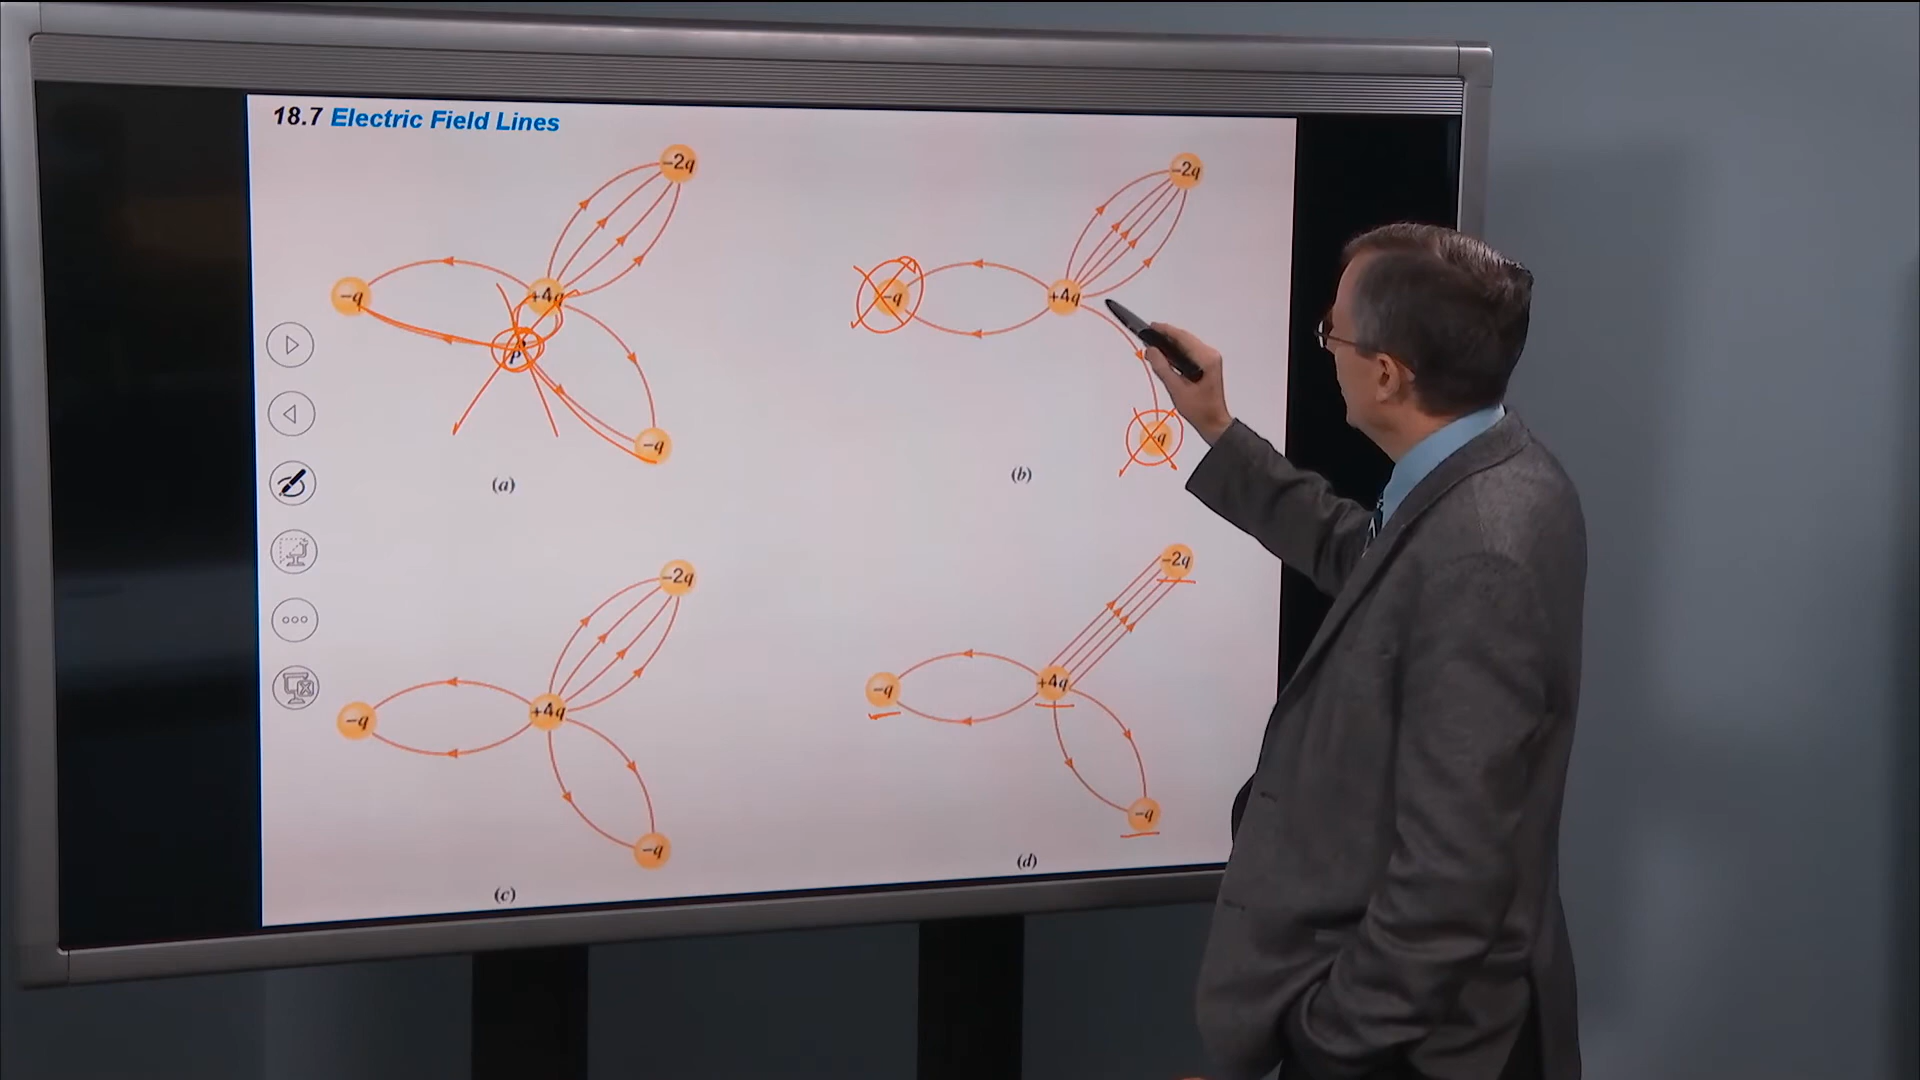 18.7 Electric Field Lines
−2q
+4q
−q
P
−q
(a)
−2q
−q
+4q
−q
(b)
−2q
+4q
−q
−q
(c)
−2q
−q
+4q
−q
(d)